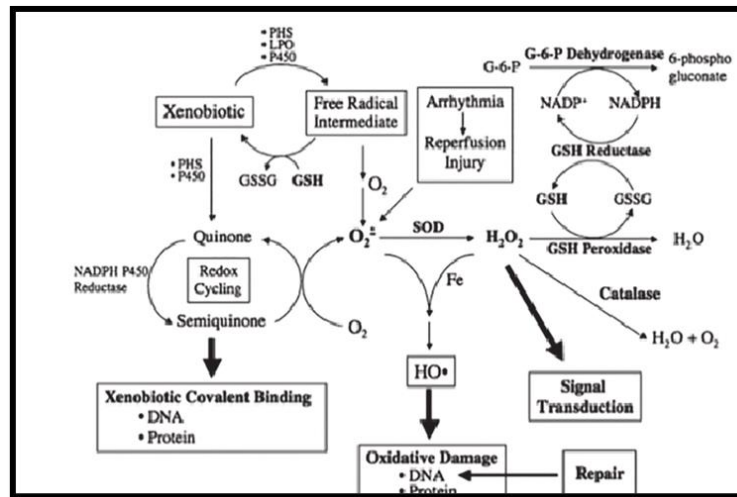 • PHS
• LPO
• P450
Xenobiotic
Free Radical
Intermediate
Arrhythmia
Reperfusion
Injury
G-6-P
G-6-P Dehydrogenase
6-phospho
gluconate
NADP+
NADPH
GSH Reductase
• PHS
• P450
GSSG
GSH
O2
GSH
GSSG
Quinone
O2•
SOD
H2O2
GSH Peroxidase
H2O
NADPH P450
Reductase
Redox
Cycling
Fe
Catalase
Semiquinone
O2
H2O + O2
HO•
Xenobiotic Covalent Binding
• DNA
• Protein
Signal
Transduction
Oxidative Damage
• DNA
• Protein
Repair